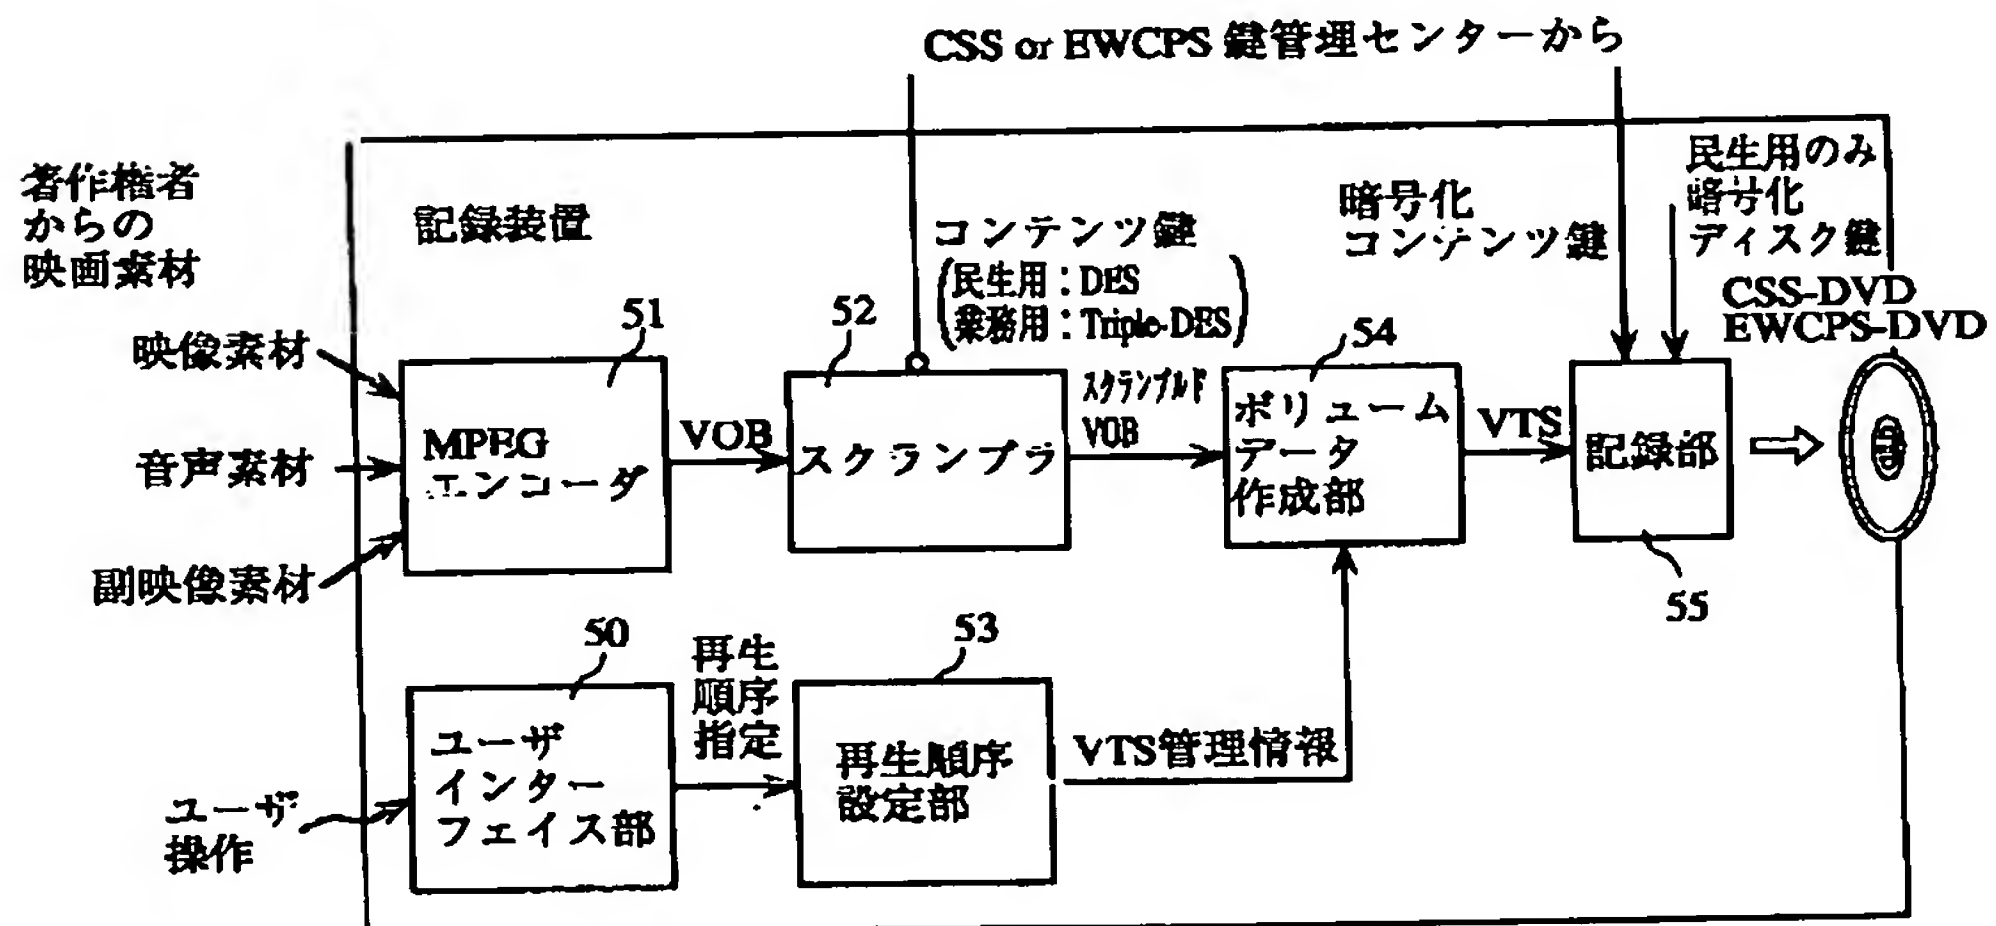 CSS or EWCPS 鍵管理センターから
著作権者
からの
映画素材
記録装置
コンテンツ鍵
民生用:DES
業務用:Triple-DES
暗号化
コンテンツ鍵
民生用のみ
暗号化
ディスク鍵
CSS-DVD
EWCPS-DVD
映像素材
音声素材
副映像素材
51
MPEG
エンコーダ
VOB
52
スクランブラ
スクランブルド
VOB
54
ボリューム
データ
作成部
VTS
記録部
55
ユーザ
操作
50
ユーザ
インター
フェイス部
再生
順序
指定
53
再生順序
設定部
VTS管理情報